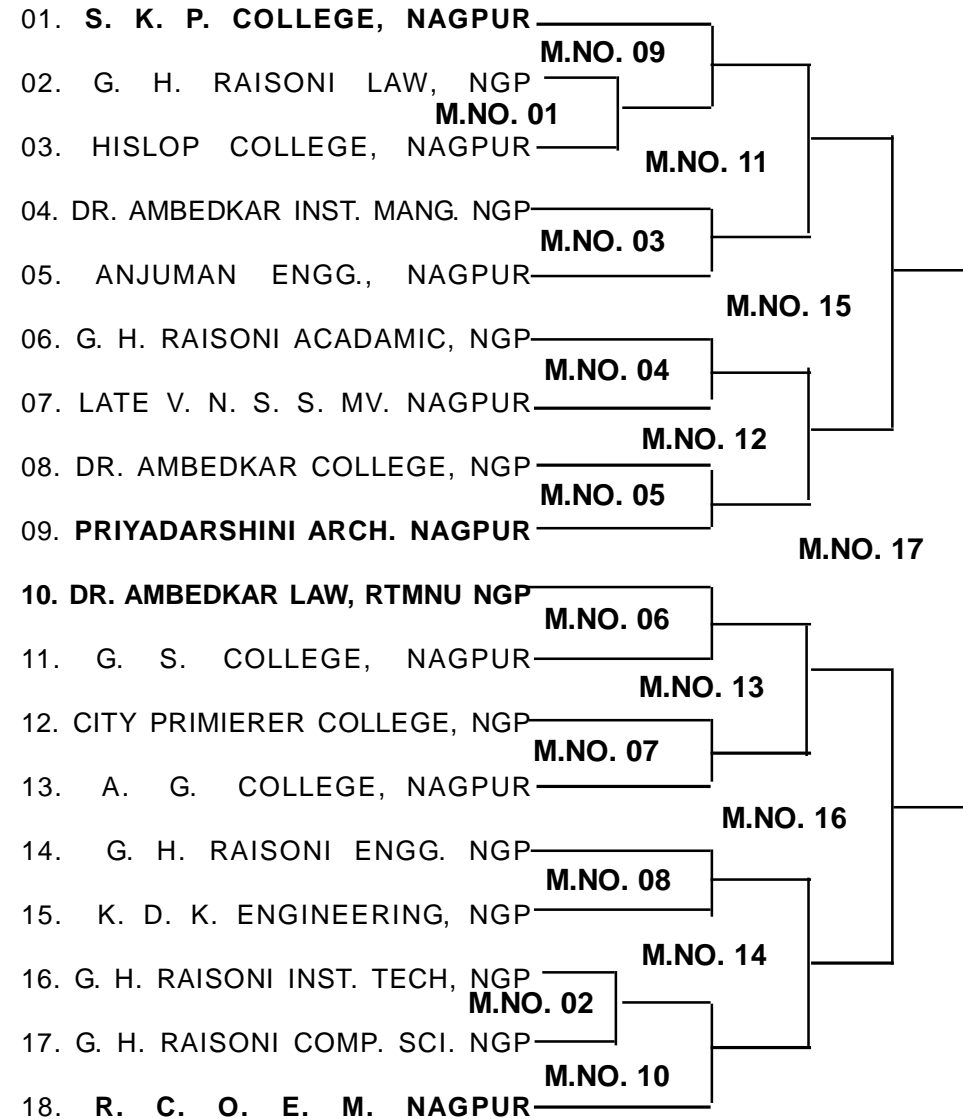 01. S. K. P. COLLEGE, NAGPUR
M.NO. 09
02. G. H. RAISONI LAW, NGP
M.NO. 01
03. HISLOP COLLEGE, NAGPUR
M.NO. 11
04. DR. AMBEDKAR INST. MANG. NGP
M.NO. 03
05. ANJUMAN ENGG., NAGPUR
M.NO. 15
06. G. H. RAISONI ACADAMIC, NGP
M.NO. 04
07. LATE V. N. S. S. MV. NAGPUR
M.NO. 12
08. DR. AMBEDKAR COLLEGE, NGP
M.NO. 05
09. PRIYADARSHINI ARCH. NAGPUR
M.NO. 17
10. DR. AMBEDKAR LAW, RTMNU NGP
M.NO. 06
11. G. S. COLLEGE, NAGPUR
M.NO. 13
12. CITY PRIMIERER COLLEGE, NGP
M.NO. 07
13. A. G. COLLEGE, NAGPUR
M.NO. 16
14. G. H. RAISONI ENGG. NGP
M.NO. 08
15. K. D. K. ENGINEERING, NGP
M.NO. 14
16. G. H. RAISONI INST. TECH, NGP
M.NO. 02
17. G. H. RAISONI COMP. SCI. NGP
M.NO. 10
18. R. C. O. E. M. NAGPUR